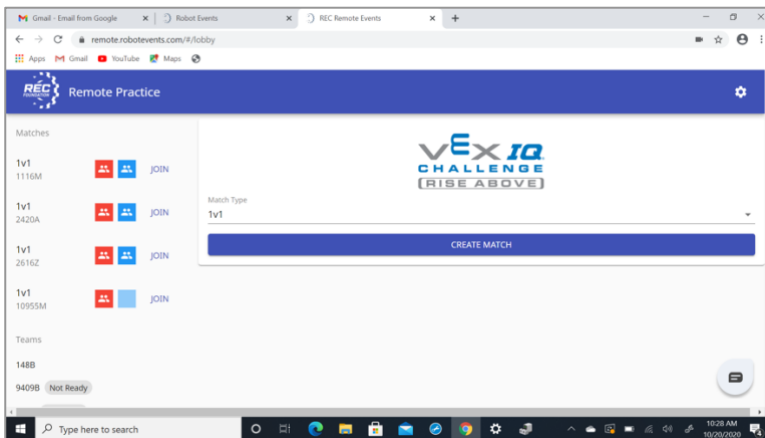 Gmail - Email from Google
Robot Events
REC Remote Events
remote.robotevents.com/#/lobby
Apps
Gmail
YouTube
Maps
REC
FOUNDATION
Remote Practice
Matches
1v1
1116M
JOIN
1v1
2420A
JOIN
1v1
2616Z
JOIN
1v1
10955M
JOIN
Teams
148B
9409B Not Ready
VEX IQ
CHALLENGE
[RISE ABOVE]
Match Type
1v1
CREATE MATCH
Type here to search
10:28 AM
10/20/2020
4